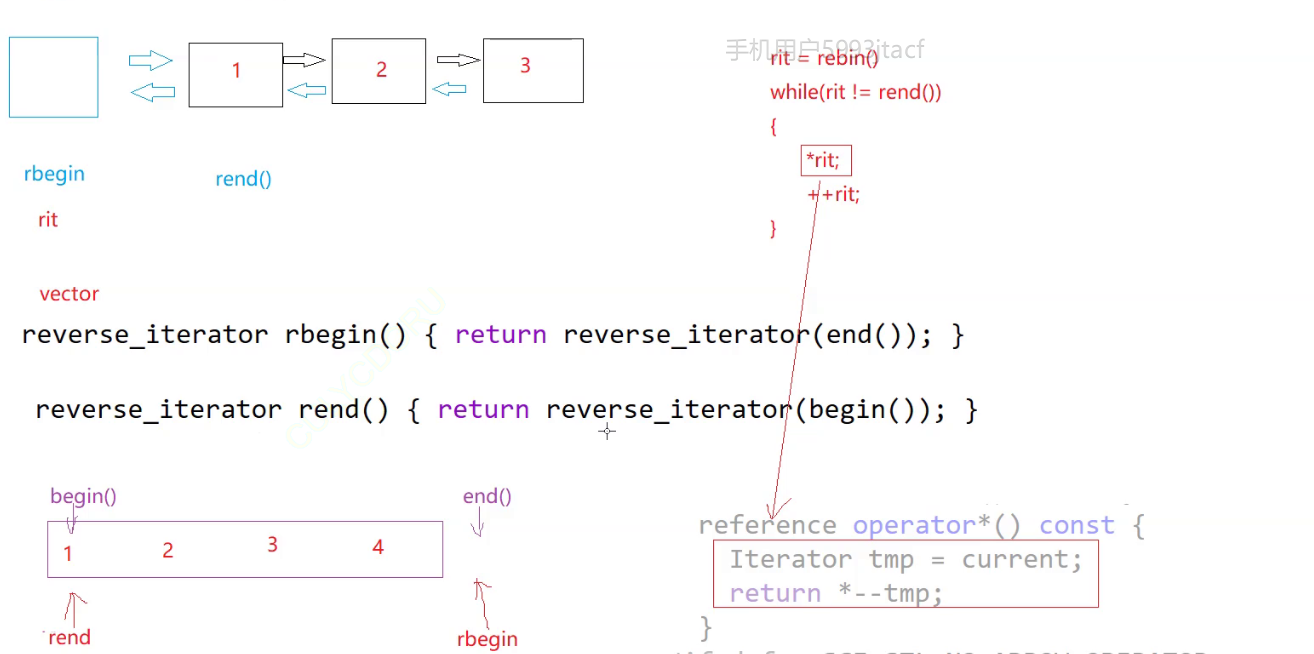 1
2
3
手机用户5993jtacf
rit = rebin()
while(rit != rend())
{
*rit;
++rit;
}
rbegin
rend()
rit
vector
reverse_iterator rbegin() { return reverse_iterator(end()); }
reverse_iterator rend() { return reverse_iterator(begin()); }
begin()
end()
1
2
3
4
rend
rbegin
reference operator*() const {
Iterator tmp = current;
return *--tmp;
}